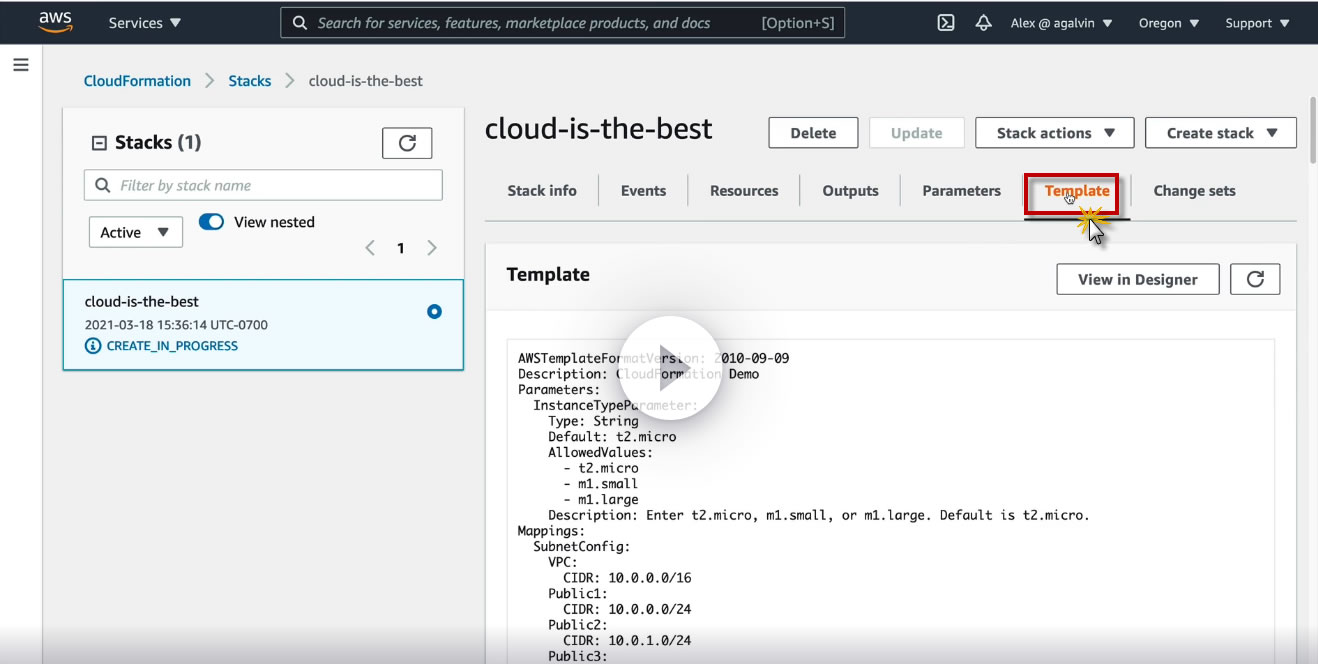 aws
Services
Search for services, features, marketplace products, and docs
[Option+S]
Alex @ agalvin
Oregon
Support
CloudFormation
Stacks
cloud-is-the-best
Stacks (1)
Filter by stack name
Active
View nested
1
cloud-is-the-best
2021-03-18 15:36:14 UTC-0700
CREATE_IN_PROGRESS
cloud-is-the-best
Delete
Update
Stack actions
Create stack
Stack info
Events
Resources
Outputs
Parameters
Template
Change sets
Template
View in Designer
AWSTemplateFormatVersion: 2010-09-09
Description: CloudFormation Demo
Parameters:
InstanceTypeParameter:
Type: String
Default: t2.micro
AllowedValues:
- t2.micro
- m1.small
- m1.large
Description: Enter t2.micro, m1.small, or m1.large. Default is t2.micro.
Mappings:
SubnetConfig:
VPC:
CIDR: 10.0.0.0/16
Public1:
CIDR: 10.0.0.0/24
Public2:
CIDR: 10.0.1.0/24
Public3: